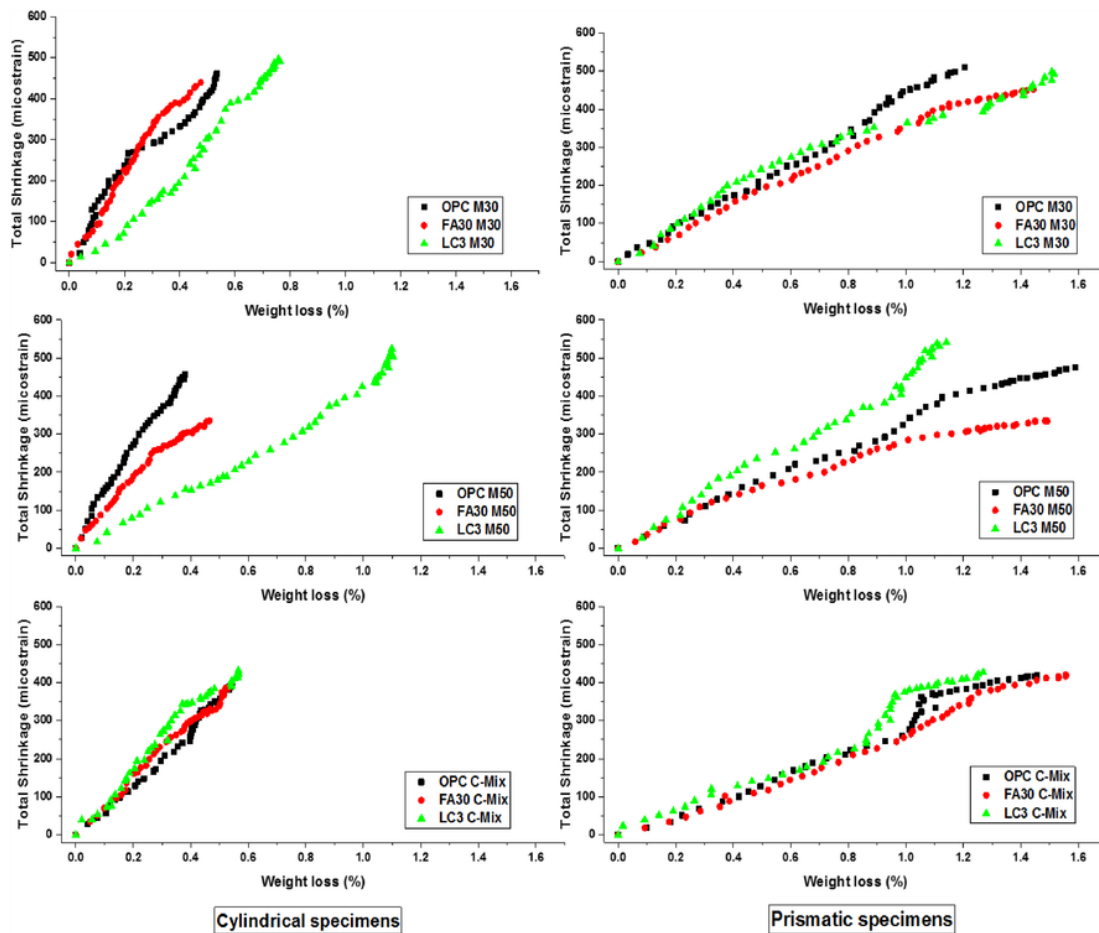 600
500
400
300
200
100
0
Total Shrinkage (micostrain)
0.0 0.2 0.4 0.6 0.8 1.0 1.2 1.4 1.6
Weight loss (%)
OPC M30
FA30 M30
LC3 M30
600
500
400
300
200
100
0
Total Shrinkage (micostrain)
0.0 0.2 0.4 0.6 0.8 1.0 1.2 1.4 1.6
Weight loss (%)
OPC M30
FA30 M30
LC3 M30
600
500
400
300
200
100
0
Total Shrinkage (micostrain)
0.0 0.2 0.4 0.6 0.8 1.0 1.2 1.4 1.6
Weight loss (%)
OPC M50
FA30 M50
LC3 M50
600
500
400
300
200
100
0
Total Shrinkage (micostrain)
0.0 0.2 0.4 0.6 0.8 1.0 1.2 1.4 1.6
Weight loss (%)
OPC M50
FA30 M50
LC3 M50
600
500
400
300
200
100
0
Total Shrinkage (micostrain)
0.0 0.2 0.4 0.6 0.8 1.0 1.2 1.4 1.6
Weight loss (%)
OPC C-Mix
FA30 C-Mix
LC3 C-Mix
600
500
400
300
200
100
0
Total Shrinkage (micostrain)
0.0 0.2 0.4 0.6 0.8 1.0 1.2 1.4 1.6
Weight loss (%)
OPC C-Mix
FA30 C-Mix
LC3 C-Mix
Cylindrical specimens
Prismatic specimens